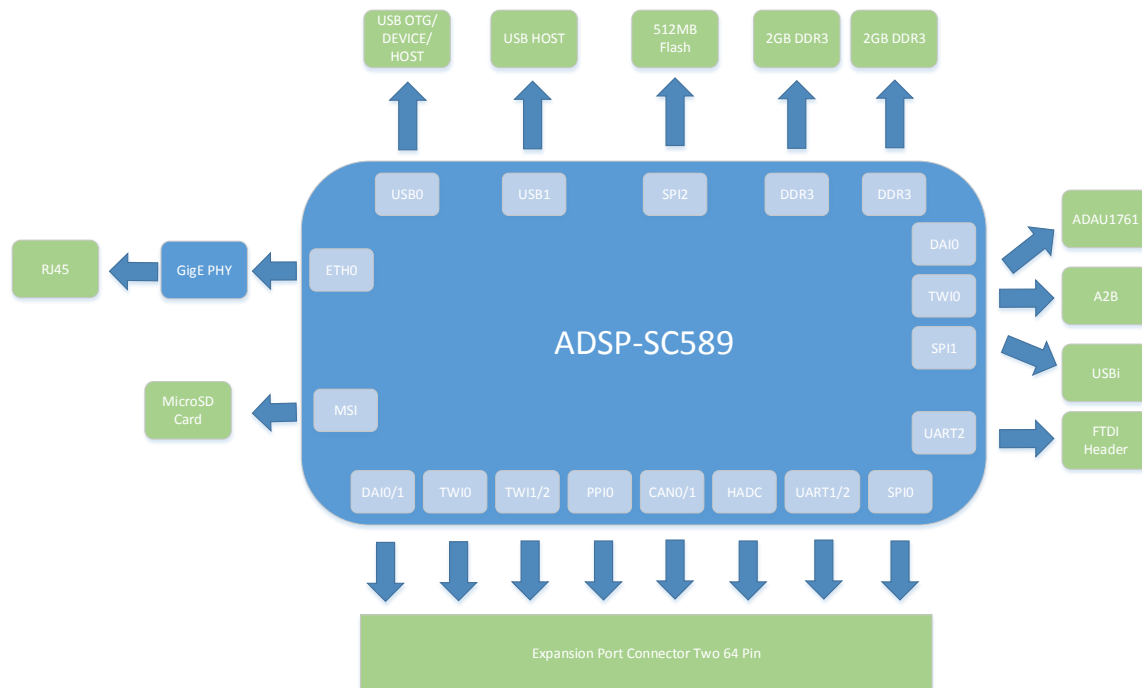 USB OTG/
DEVICE/
HOST
USB HOST
512MB
Flash
2GB DDR3
2GB DDR3
USB0
USB1
SPI2
DDR3
DDR3
ADAU1761
DAI0
RJ45
GigE PHY
ETH0
TWI0
A2B
ADSP-SC589
SPI1
USBi
MicroSD
Card
MSI
UART2
FTDI
Header
DAI0/1
TWI0
TWI1/2
PPI0
CAN0/1
HADC
UART1/2
SPI0
Expansion Port Connector Two 64 Pin